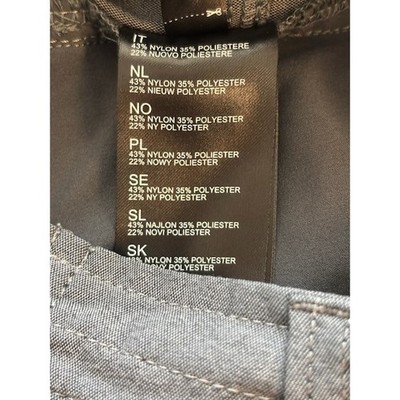 IT
43% NYLON 35% POLIESTERE
22% NUOVO POLIESTERE
NL
43% NYLON 35% POLYESTER
22% NIEUW POLYESTER
NO
43% NYLON 35% POLYESTER
22% NY POLYESTER
PL
43% NYLON 35% POLIESTER
22% NOWY POLIESTER
SE
43% NYLON 35% POLYESTER
22% NY POLYESTER
SL
43% NAJLON 35% POLIESTER
22% NOVI POLIESTER
SK
NYLON 35% POLYESTER
POLYESTER